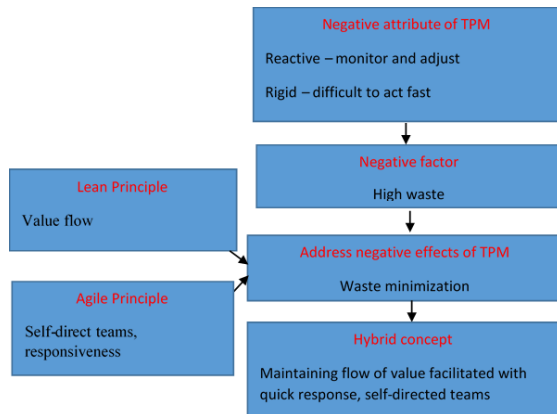 Negative attribute of TPM
Reactive – monitor and adjust
Rigid – difficult to act fast
Negative factor
High waste
Lean Principle
Value flow
Address negative effects of TPM
Waste minimization
Agile Principle
Self-direct teams,
responsiveness
Hybrid concept
Maintaining flow of value facilitated with
quick response, self-directed teams